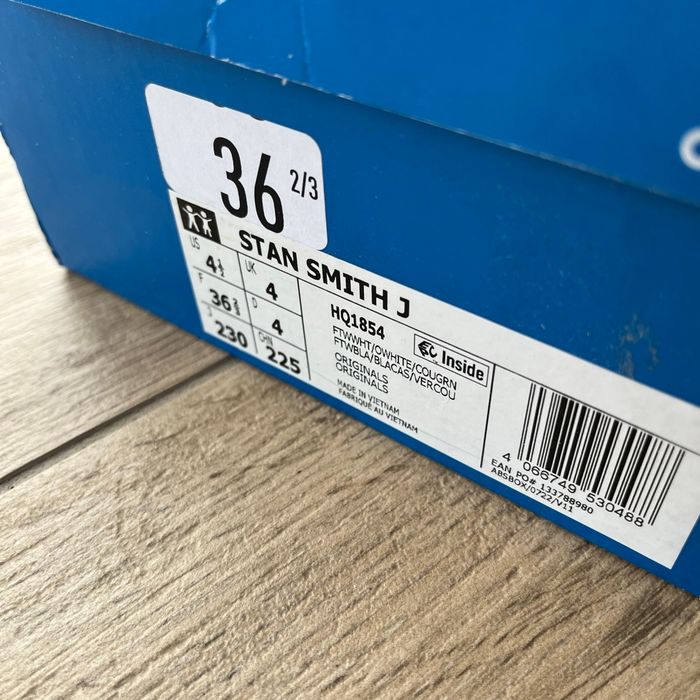 36 2/3
STAN SMITH J
US 4½ UK 4
F 36⅔ D 4
J 230 CHN 225
HQ1854
Inside
FTWWHT/OWHITE/COUGRN
FTWBLA/BLACAS/VERCOU
ORIGINALS
ORIGINALS
MADE IN VIETNAM
FABRIQUÉ AU VIETNAM
4 066749 530488
EAN PO# 133788980
ABSBOX/0722/V11